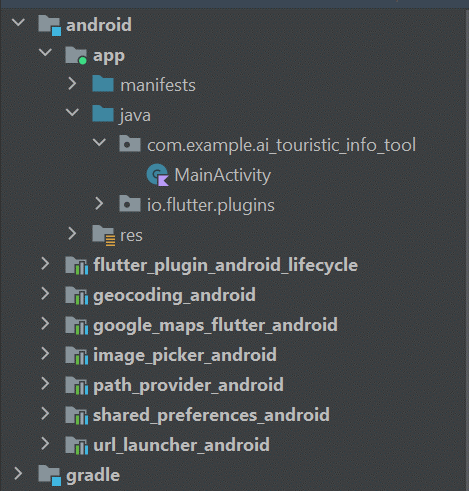 android
app
manifests
java
com.example.ai_touristic_info_tool
MainActivity
io.flutter.plugins
res
flutter_plugin_android_lifecycle
geocoding_android
google_maps_flutter_android
image_picker_android
path_provider_android
shared_preferences_android
url_launcher_android
gradle